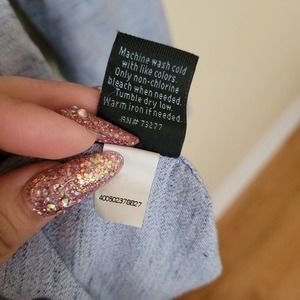 Machine wash cold
with like colors.
Only non-chlorine
bleach when needed.
Tumble dry low.
Warm iron if needed.
RN# 73277
400802370027